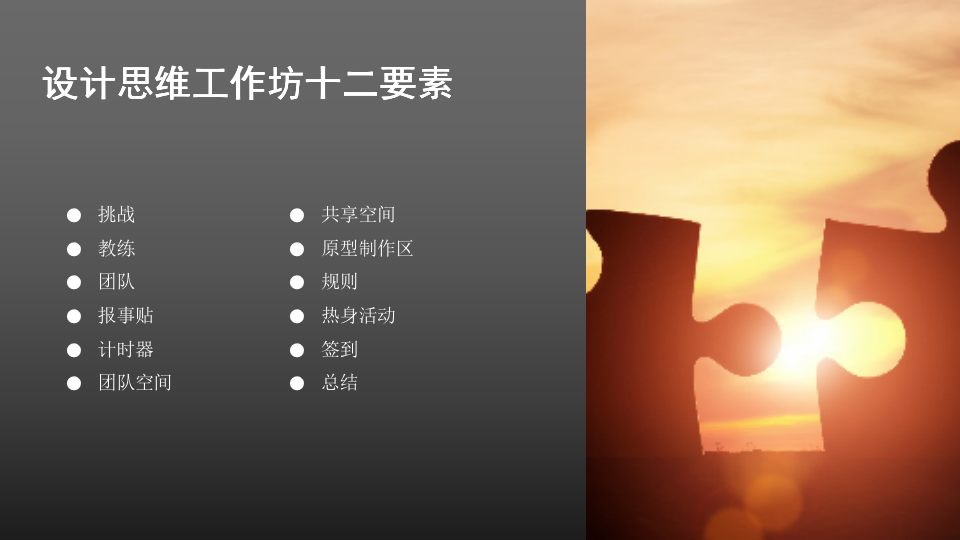 设计思维工作坊十二要素
● 挑战
● 教练
● 团队
● 报事贴
● 计时器
● 团队空间
● 共享空间
● 原型制作区
● 规则
● 热身活动
● 签到
● 总结